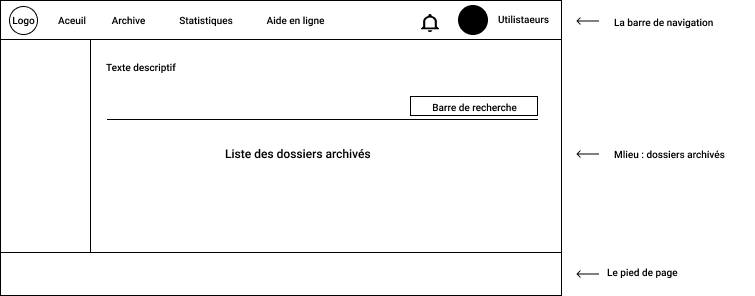 Logo
Aceuil
Archive
Statistiques
Aide en ligne
Utilistaeurs
La barre de navigation
Texte descriptif
Barre de recherche
Liste des dossiers archivés
Mlieu : dossiers archivés
Le pied de page